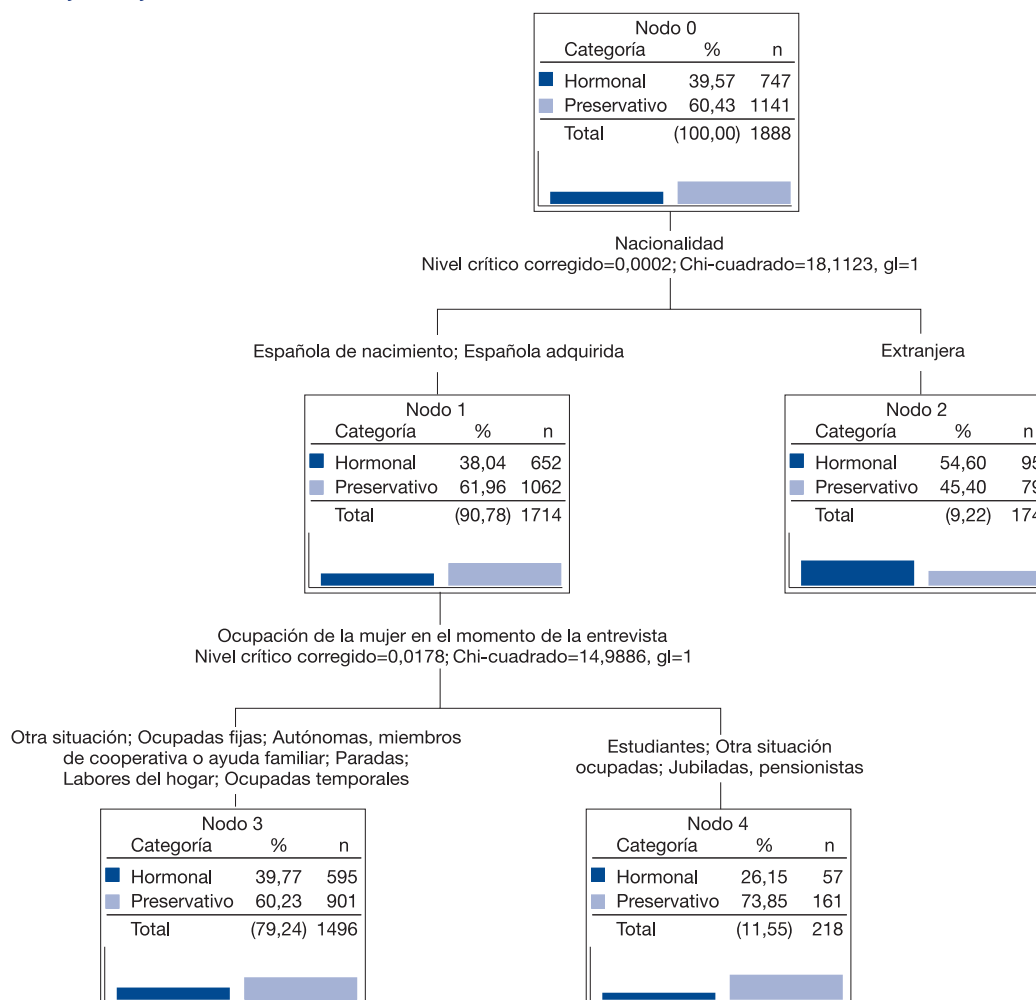 Nodo 0
Categoría % n
Hormonal 39,57 747
Preservativo 60,43 1141
Total (100,00) 1888
Nacionalidad
Nivel crítico corregido=0,0002; Chi-cuadrado=18,1123, gl=1
Española de nacimiento; Española adquirida
Extranjera
Nodo 1
Categoría % n
Hormonal 38,04 652
Preservativo 61,96 1062
Total (90,78) 1714
Nodo 2
Categoría % n
Hormonal 54,60 95
Preservativo 45,40 79
Total (9,22) 174
Ocupación de la mujer en el momento de la entrevista
Nivel crítico corregido=0,0178; Chi-cuadrado=14,9886, gl=1
Otra situación; Ocupadas fijas; Autónomas, miembros
de cooperativa o ayuda familiar; Paradas;
Labores del hogar; Ocupadas temporales
Estudiantes; Otra situación
ocupadas; Jubiladas, pensionistas
Nodo 3
Categoría % n
Hormonal 39,77 595
Preservativo 60,23 901
Total (79,24) 1496
Nodo 4
Categoría % n
Hormonal 26,15 57
Preservativo 73,85 161
Total (11,55) 218